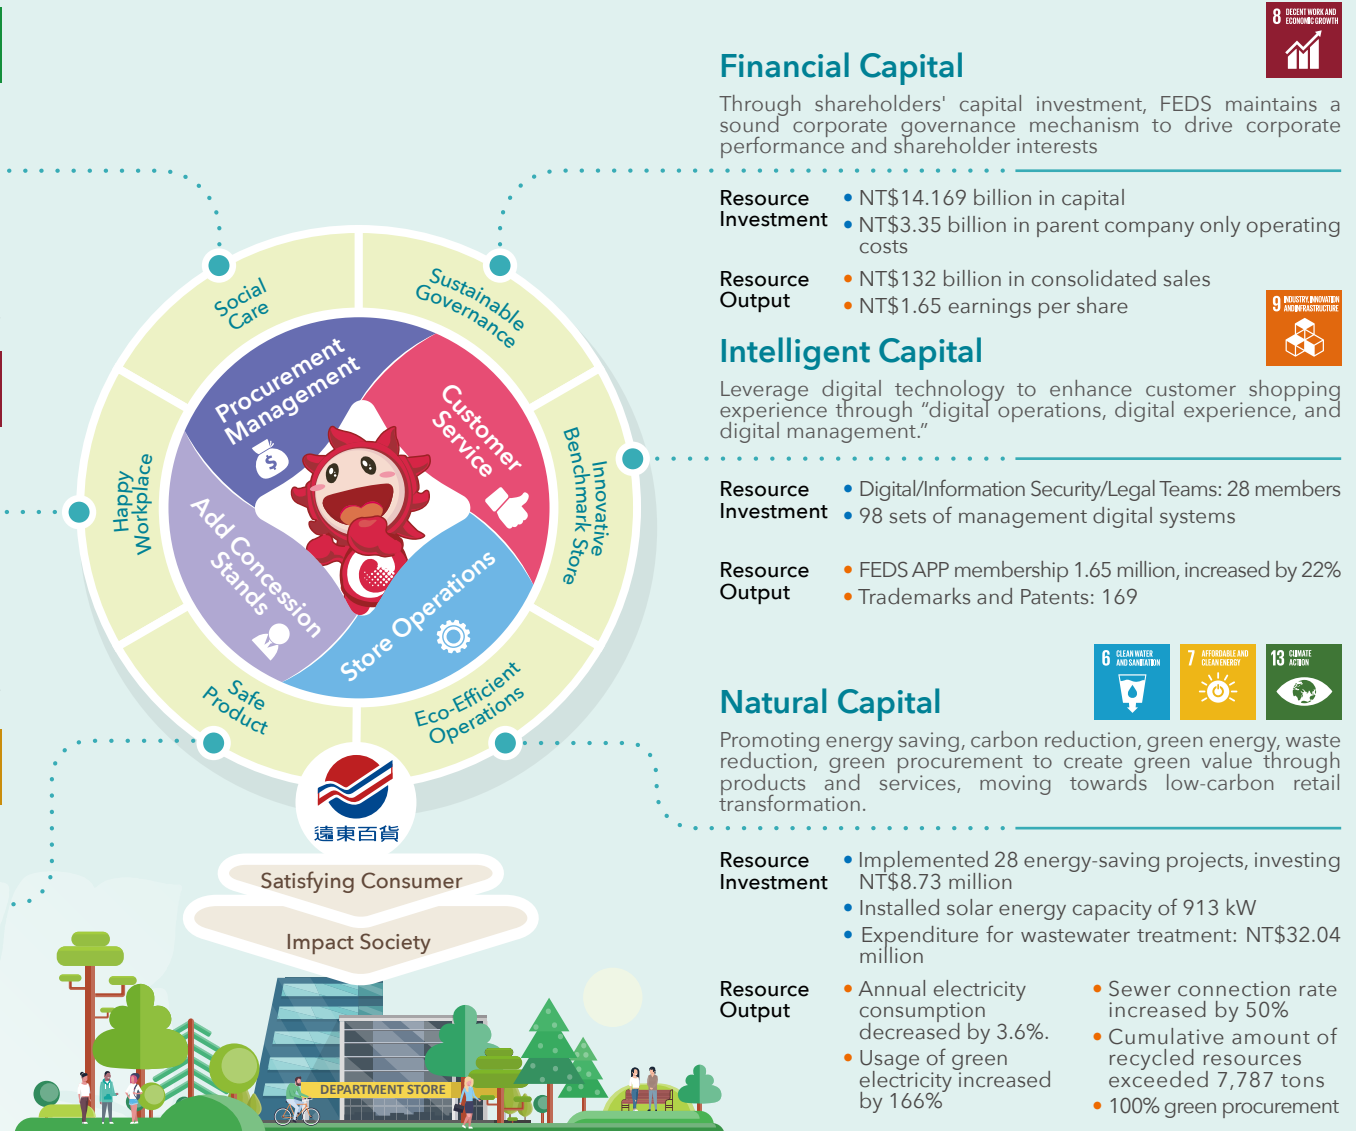 Social
Care
Sustainable
Governance
Happy
Workplace
Innovative
Benchmark Store
Safe
Product
Eco-Efficient
Operations
Procurement
Management
$
Customer
Service
Add Concession
Stands
Store Operations
遠東百貨
Satisfying Consumer
Impact Society
DEPARTMENT STORE
8 DECENT WORK AND
ECONOMIC GROWTH
Financial Capital
Through shareholders' capital investment, FEDS maintains a
sound corporate governance mechanism to drive corporate
performance and shareholder interests
Resource
Investment
• NT$14.169 billion in capital
• NT$3.35 billion in parent company only operating
costs
Resource
Output
• NT$132 billion in consolidated sales
• NT$1.65 earnings per share
9 INDUSTRY, INNOVATION
AND INFRASTRUCTURE
Intelligent Capital
Leverage digital technology to enhance customer shopping
experience through “digital operations, digital experience, and
digital management.”
Resource
Investment
• Digital/Information Security/Legal Teams: 28 members
• 98 sets of management digital systems
Resource
Output
• FEDS APP membership 1.65 million, increased by 22%
• Trademarks and Patents: 169
6 CLEAN WATER
AND SANITATION
7 AFFORDABLE AND
CLEAN ENERGY
13 CLIMATE
ACTION
Natural Capital
Promoting energy saving, carbon reduction, green energy, waste
reduction, green procurement to create green value through
products and services, moving towards low-carbon retail
transformation.
Resource
Investment
• Implemented 28 energy-saving projects, investing
NT$8.73 million
• Installed solar energy capacity of 913 kW
• Expenditure for wastewater treatment: NT$32.04
million
Resource
Output
• Annual electricity
consumption
decreased by 3.6%.
• Usage of green
electricity increased
by 166%
• Sewer connection rate
increased by 50%
• Cumulative amount of
recycled resources
exceeded 7,787 tons
• 100% green procurement